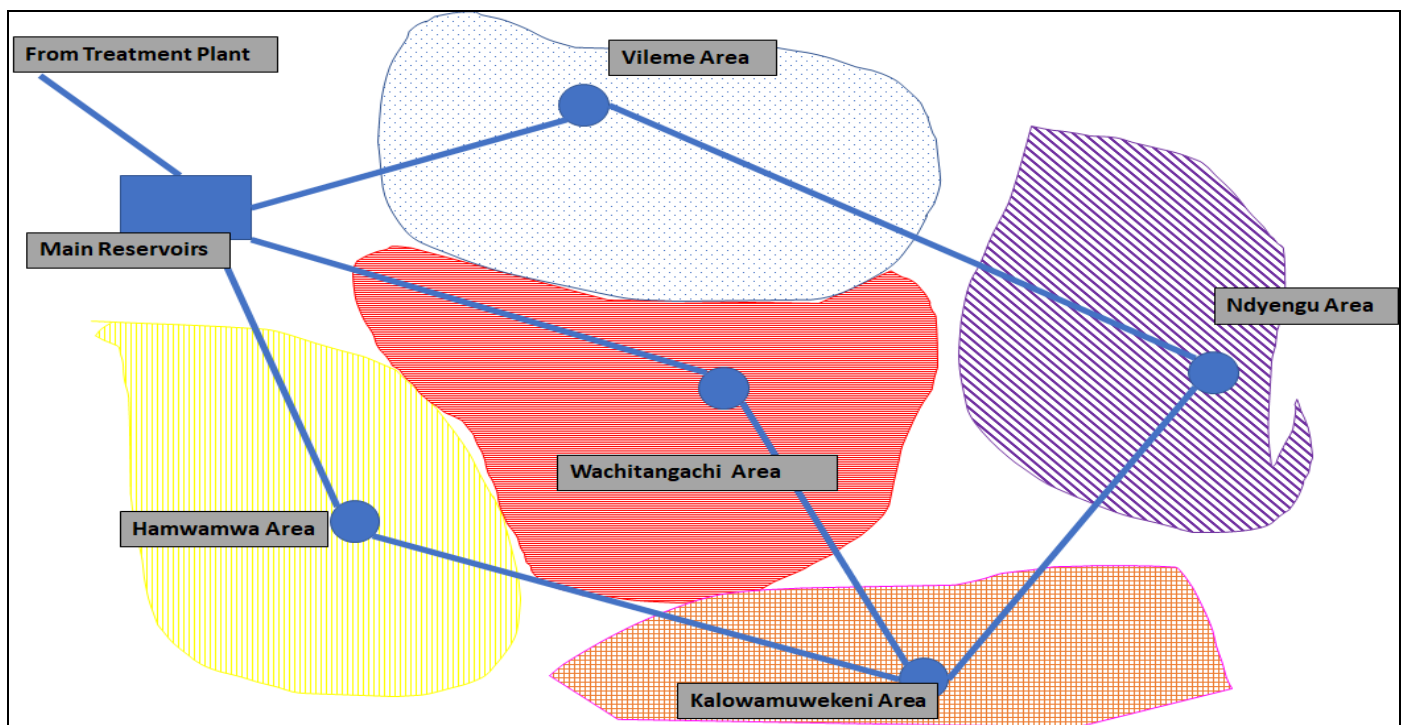 From Treatment Plant
Vileme Area
Main Reservoirs
Ndyengu Area
Wachitangachi Area
Hamwamwa Area
Kalowamuwekeni Area